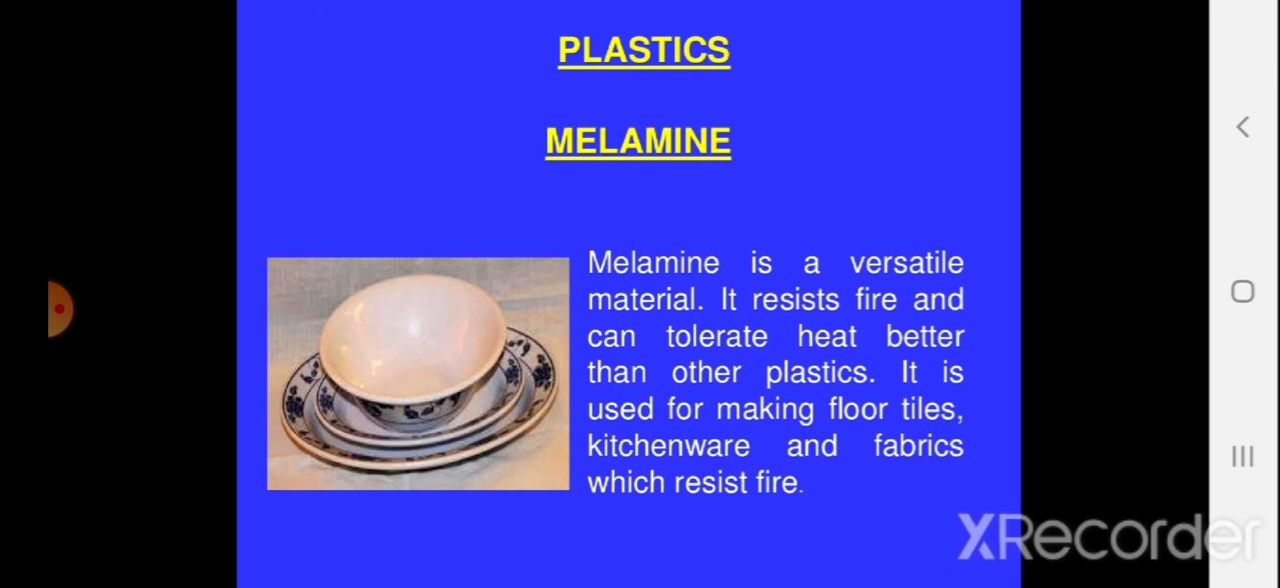 PLASTICS
MELAMINE
Melamine is a versatile
material. It resists fire and
can tolerate heat better
than other plastics. It is
used for making floor tiles,
kitchenware and fabrics
which resist fire.
XRecorder